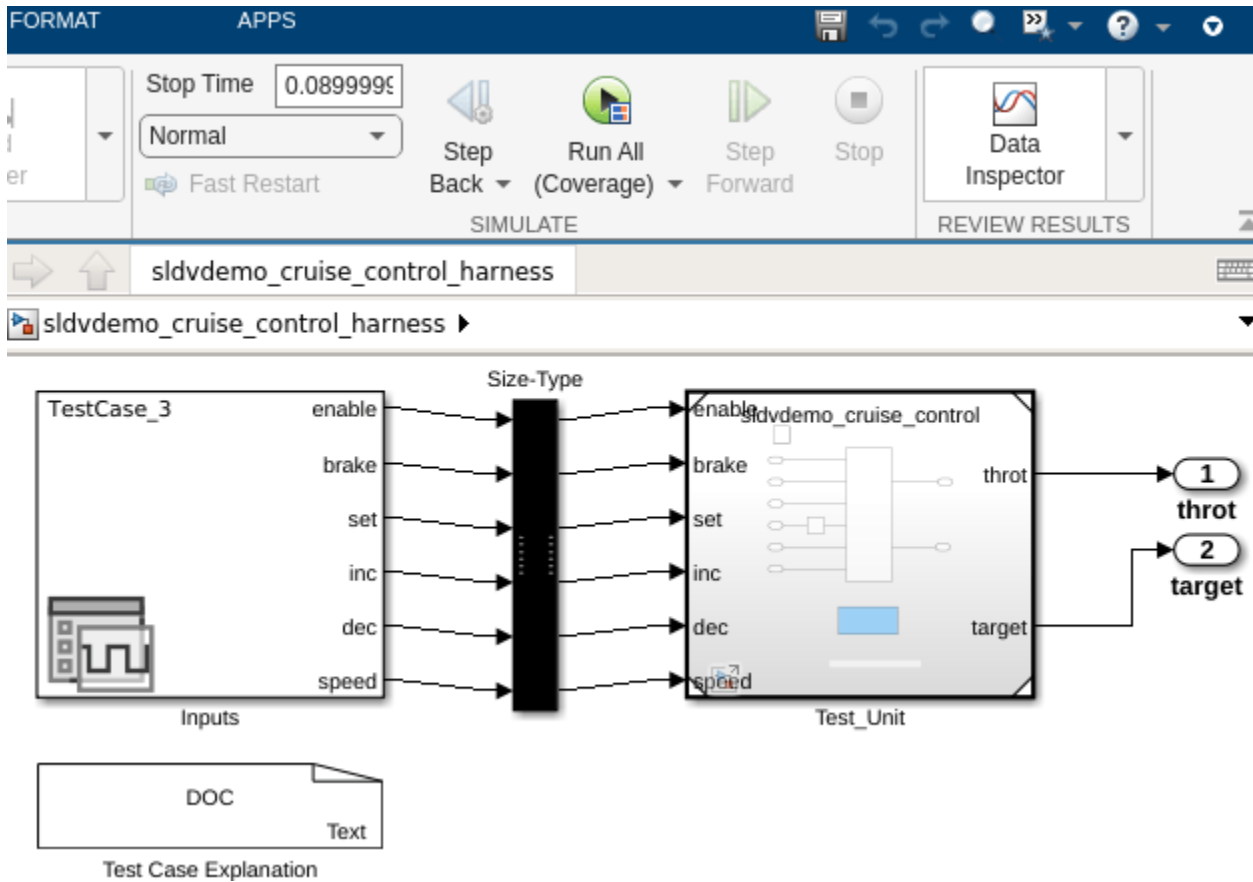 FORMAT APPS
Stop Time 0.0899999
Normal
Fast Restart
Step
Back
Run All
(Coverage)
Step
Forward
Stop
Data
Inspector
SIMULATE
REVIEW RESULTS
er
sldvdemo_cruise_control_harness
sldvdemo_cruise_control_harness
Size-Type
TestCase_3
enable
brake
set
inc
dec
speed
Inputs
sldvdemo_cruise_control
enable
brake
set
inc
dec
speed
throt
target
Test_Unit
1
throt
2
target
DOC
Text
Test Case Explanation